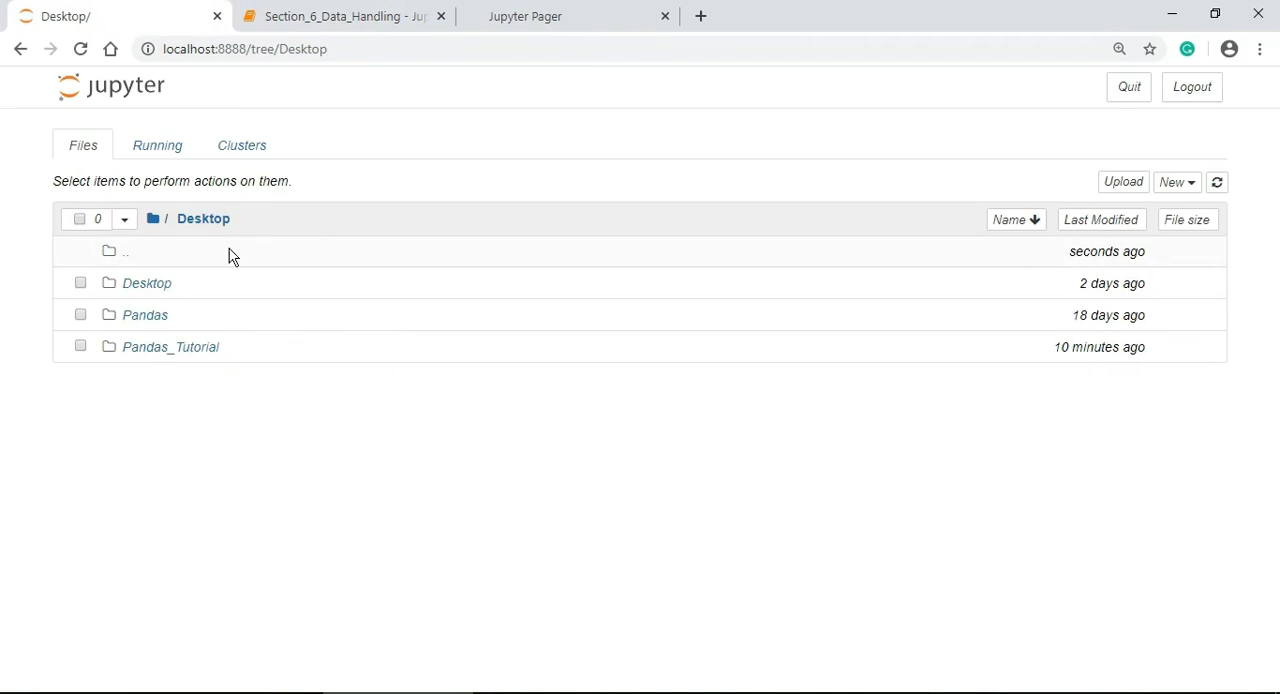 Desktop/ Section_6_Data_Handling - Jup Jupyter Pager
localhost:8888/tree/Desktop
jupyter Quit Logout
Files Running Clusters
Select items to perform actions on them. Upload New
0 / Desktop Name Last Modified File size
.. seconds ago
Desktop 2 days ago
Pandas 18 days ago
Pandas_Tutorial 10 minutes ago